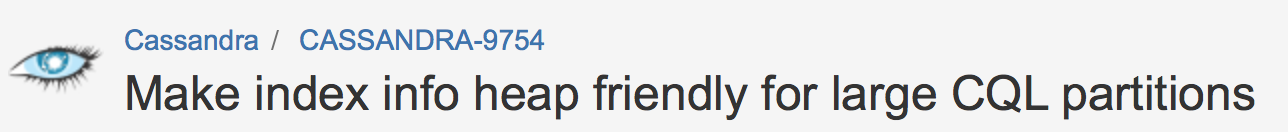 Cassandra / CASSANDRA-9754
Make index info heap friendly for large CQL partitions